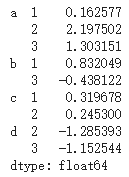 a  1    0.162577
   2    2.197502
   3    1.303151
b  1    0.832049
   3   -0.438122
c  1    0.319678
   2    0.245300
d  2   -1.285393
   3   -1.152544
dtype: float64